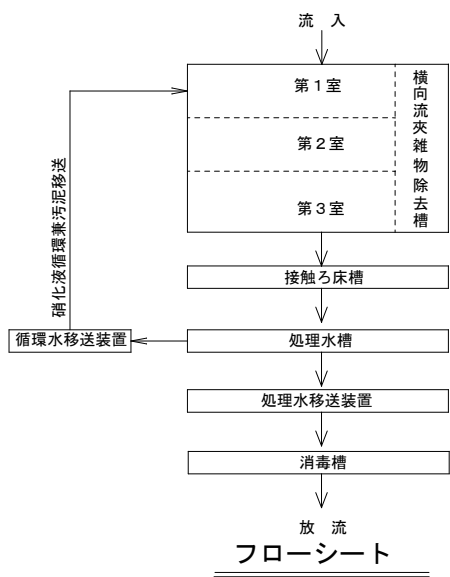 流 入
第1室
第2室
第3室
横向流夾雑物除去槽
硝化液循環兼汚泥移送
接触ろ床槽
循環水移送装置
処理水槽
処理水移送装置
消毒槽
放 流
フローシート